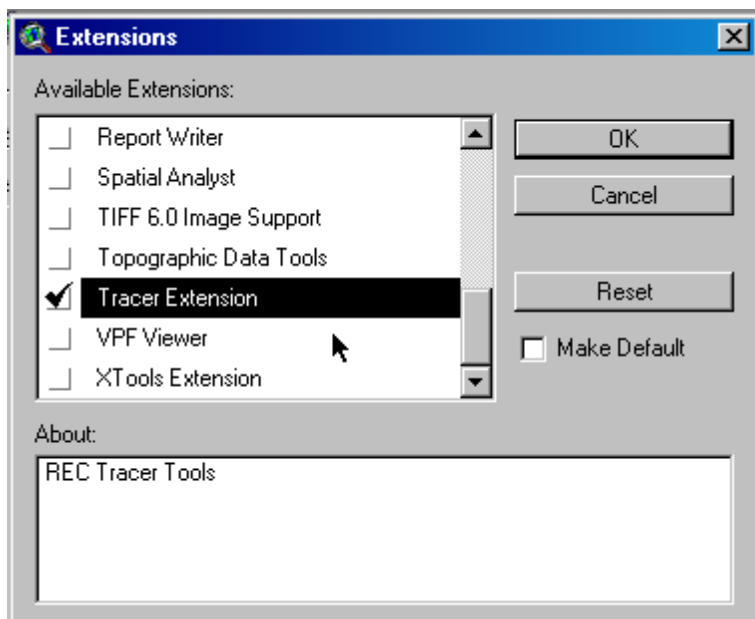 Extensions
Available Extensions:
Report Writer
Spatial Analyst
TIFF 6.0 Image Support
Topographic Data Tools
Tracer Extension
VPF Viewer
XTools Extension
OK
Cancel
Reset
Make Default
About:
REC Tracer Tools